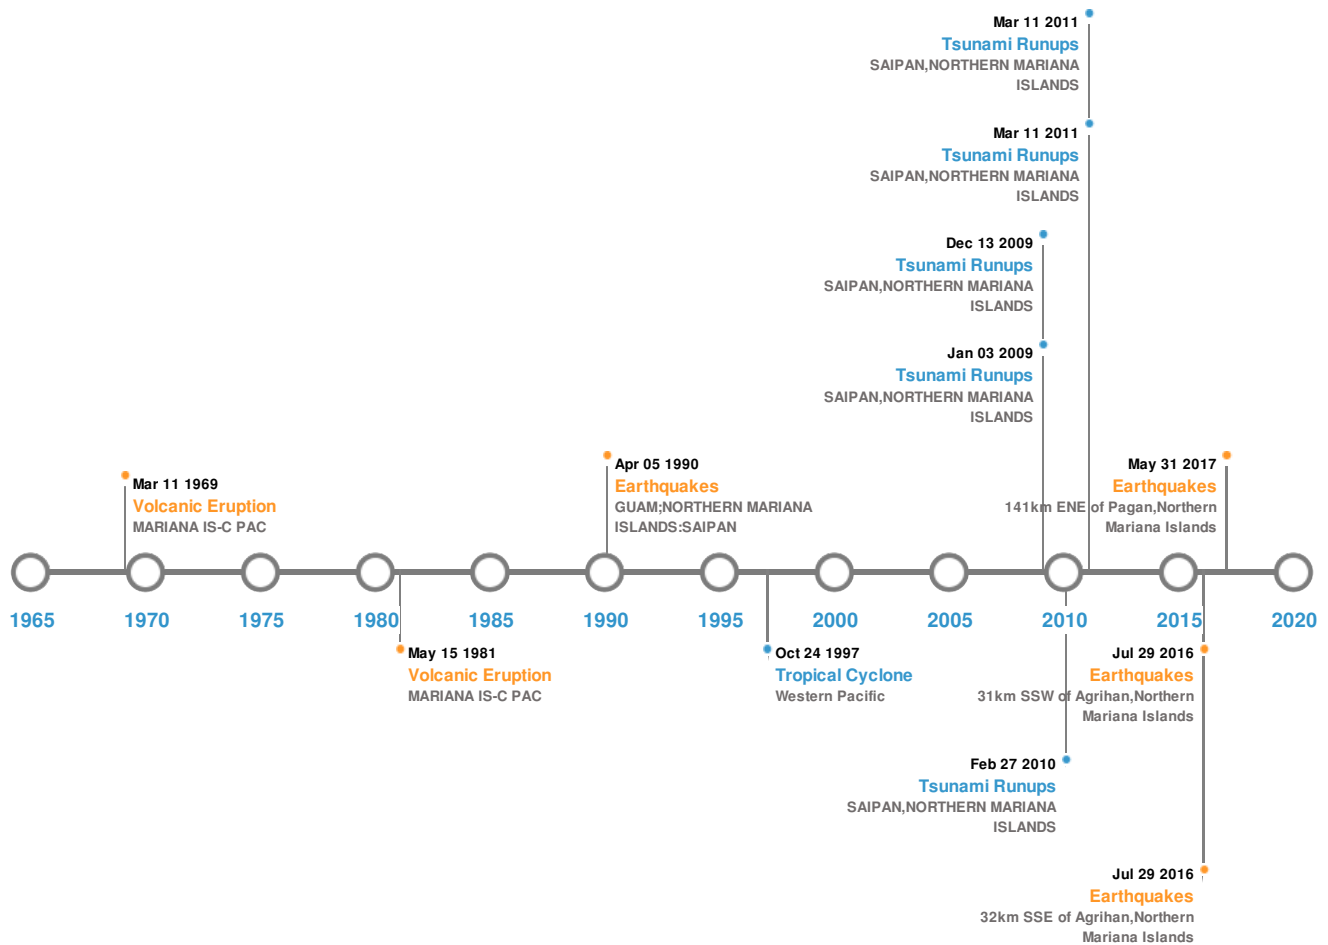 Mar 11 2011
Tsunami Runups
SAIPAN,NORTHERN MARIANA
ISLANDS
Mar 11 2011
Tsunami Runups
SAIPAN,NORTHERN MARIANA
ISLANDS
Dec 13 2009
Tsunami Runups
SAIPAN,NORTHERN MARIANA
ISLANDS
Jan 03 2009
Tsunami Runups
SAIPAN,NORTHERN MARIANA
ISLANDS
Mar 11 1969
Volcanic Eruption
MARIANA IS-C PAC
Apr 05 1990
Earthquakes
GUAM;NORTHERN MARIANA
ISLANDS:SAIPAN
May 31 2017
Earthquakes
141km ENE of Pagan,Northern
Mariana Islands
1965 1970 1975 1980 1985 1990 1995 2000 2005 2010 2015 2020
May 15 1981
Volcanic Eruption
MARIANA IS-C PAC
Oct 24 1997
Tropical Cyclone
Western Pacific
Jul 29 2016
Earthquakes
31km SSW of Agrihan,Northern
Mariana Islands
Feb 27 2010
Tsunami Runups
SAIPAN,NORTHERN MARIANA
ISLANDS
Jul 29 2016
Earthquakes
32km SSE of Agrihan,Northern
Mariana Islands